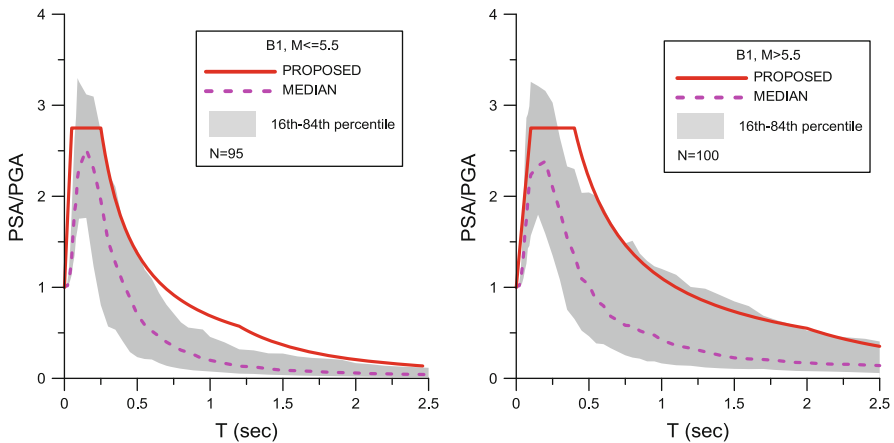 4
3
2
1
0
PSA/PGA
0
0.5
1
1.5
2
2.5
T (sec)
B1, M<=5.5
PROPOSED
MEDIAN
16th-84th percentile
N=95
4
3
2
1
0
PSA/PGA
0
0.5
1
1.5
2
2.5
T (sec)
B1, M>5.5
PROPOSED
MEDIAN
16th-84th percentile
N=100